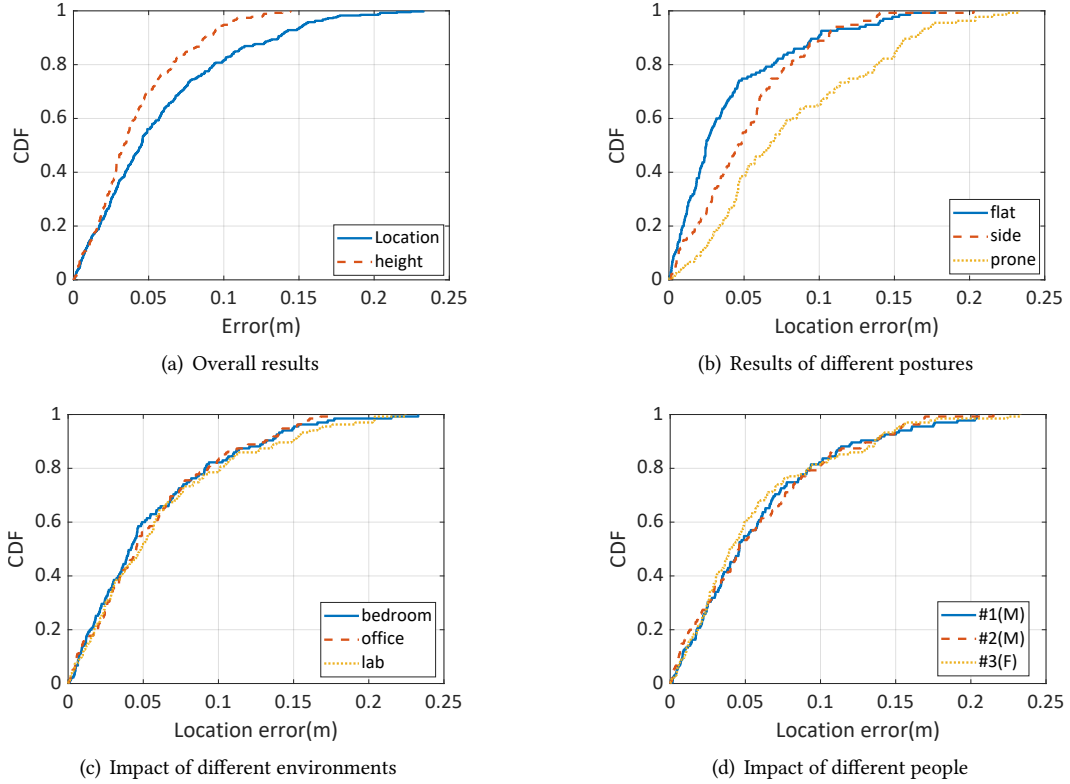 1
0.8
0.6
0.4
0.2
0
CDF
Location
height
0 0.05 0.1 0.15 0.2 0.25
Error(m)
(a) Overall results
1
0.8
0.6
0.4
0.2
0
CDF
flat
side
prone
0 0.05 0.1 0.15 0.2 0.25
Location error(m)
(b) Results of different postures
1
0.8
0.6
0.4
0.2
0
CDF
bedroom
office
lab
0 0.05 0.1 0.15 0.2 0.25
Location error(m)
(c) Impact of different environments
1
0.8
0.6
0.4
0.2
0
CDF
#1(M)
#2(M)
#3(F)
0 0.05 0.1 0.15 0.2 0.25
Location error(m)
(d) Impact of different people